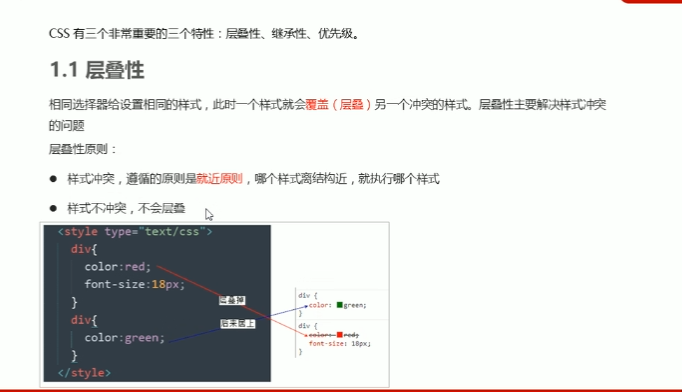 CSS 有三个非常重要的三个特性：层叠性、继承性、优先级。
1.1 层叠性
相同选择器给设置相同的样式，此时一个样式就会覆盖（层叠）另一个冲突的样式。层叠性主要解决样式冲突
的问题
层叠性原则：
● 样式冲突，遵循的原则是就近原则，哪个样式离结构近，就执行哪个样式
● 样式不冲突，不会层叠
<style type="text/css">
div{
color:red;
font-size:18px;
}
div{
color:green;
}
</style>
层叠掉
后来居上
div {
color: green;
}
div {
color: red;
font-size: 18px;
}